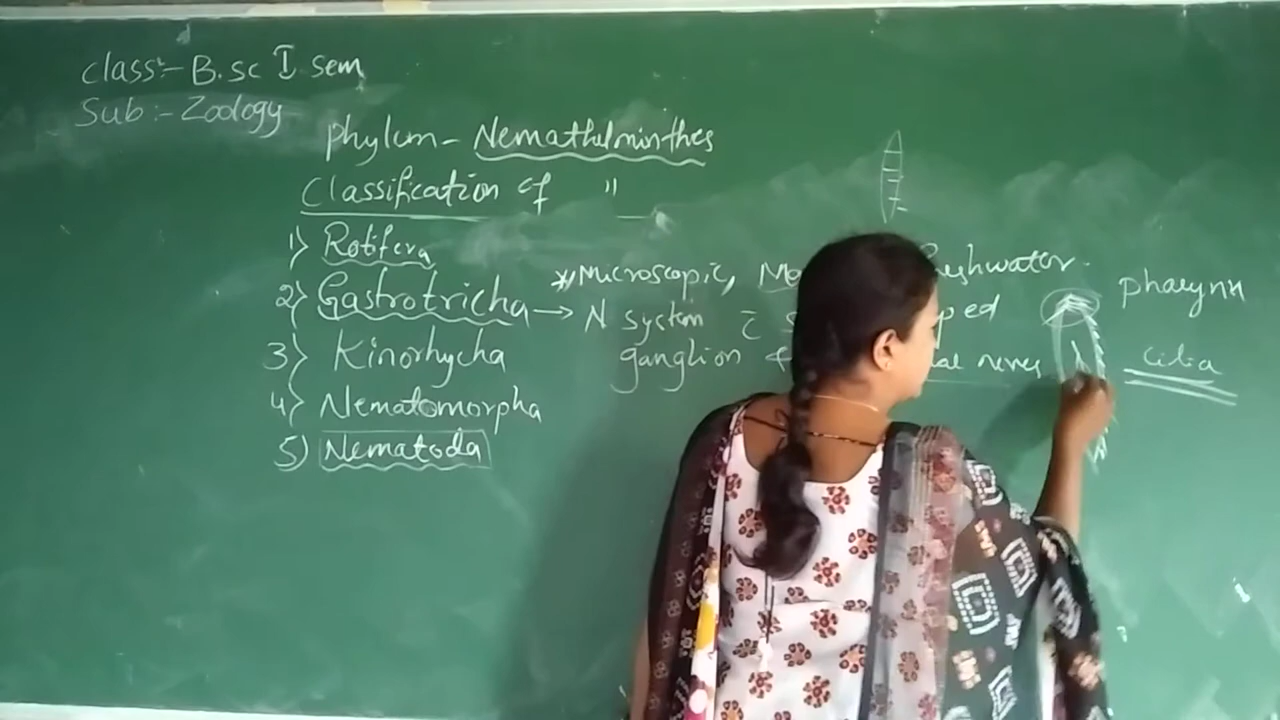 class:- B.sc I sem
Sub:- Zoology
phylum- Nemathelminthes
Classification of "
1) Rotifera
2) Gastrotricha → *Microscopic,
N system c̄
ganglion &
3) Kinorhycha
4) Nematomorpha
5) Nematoda
pharynx
cilia